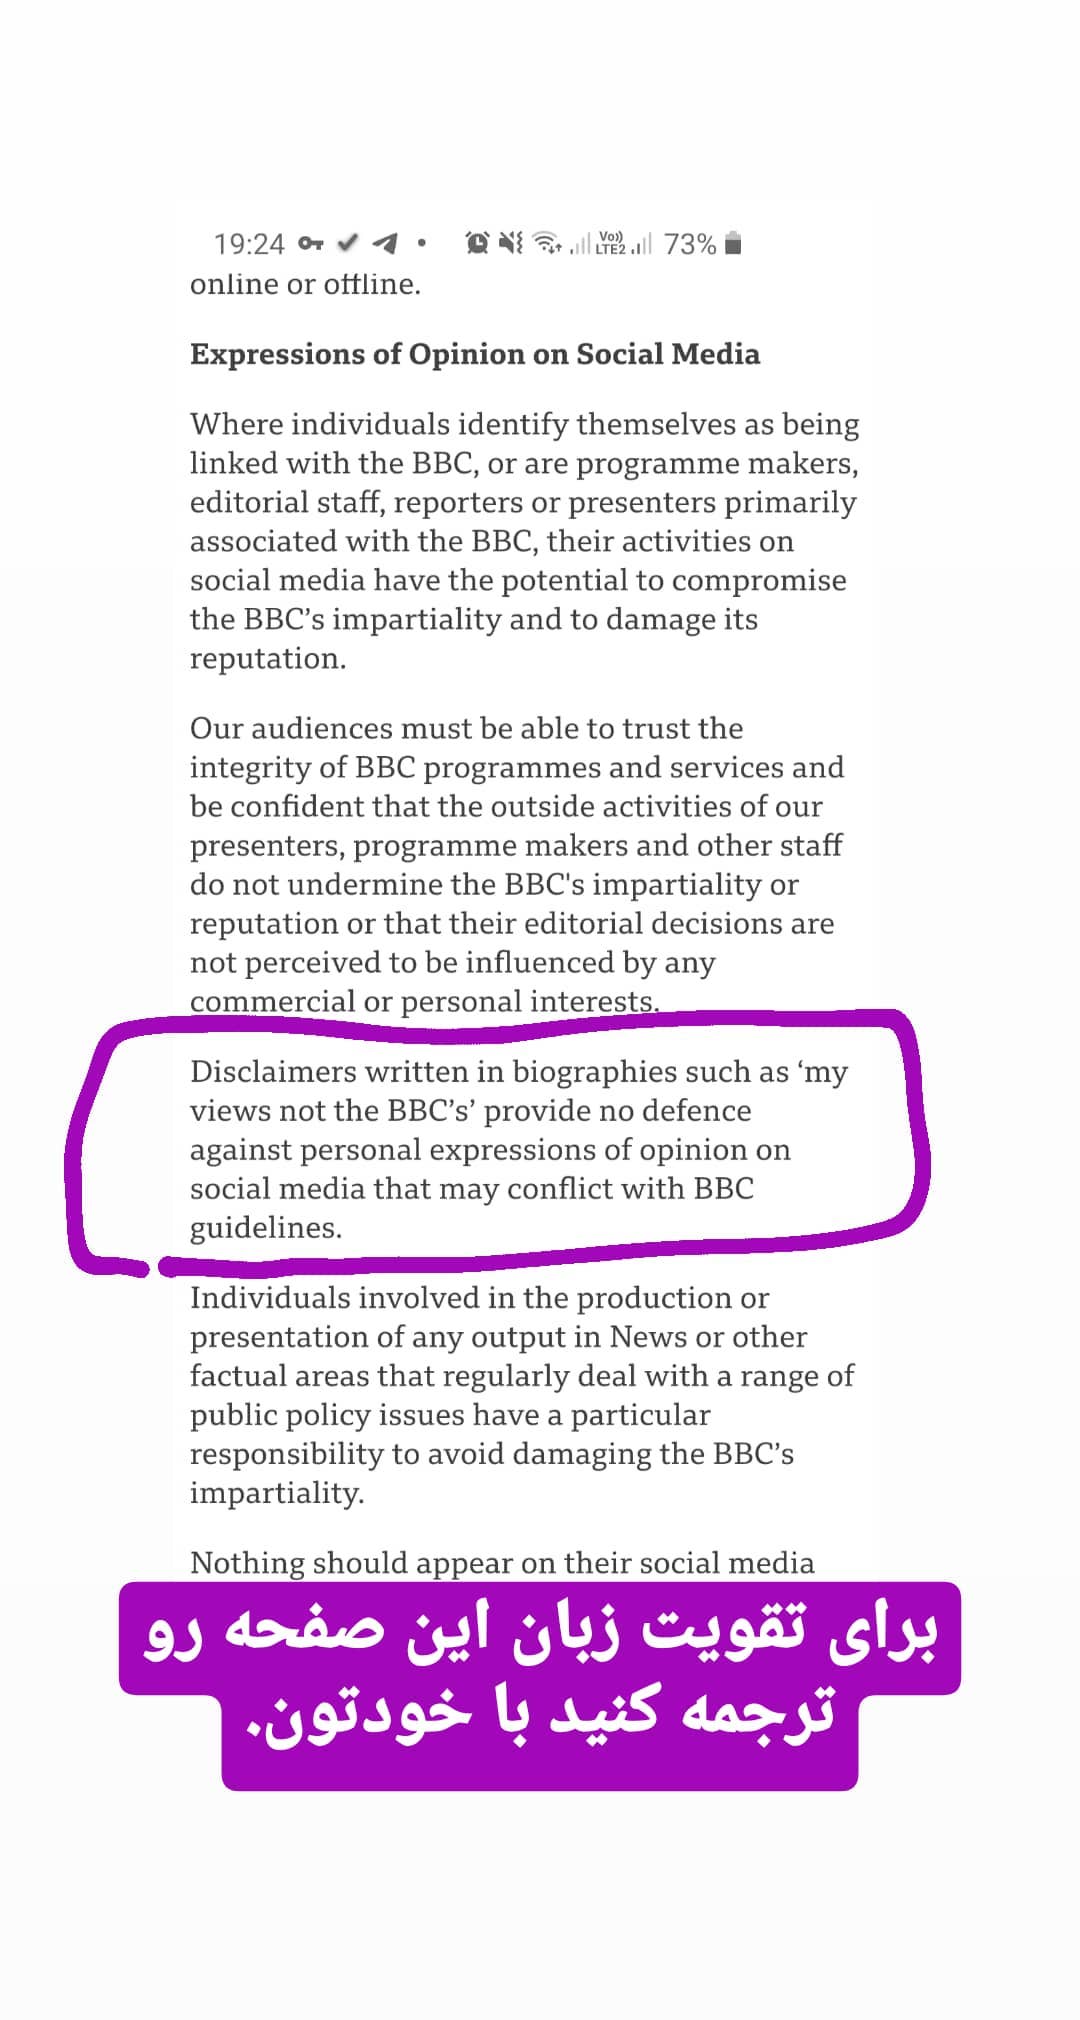 19:24 Vo)) LTE2 73%
online or offline.
Expressions of Opinion on Social Media
Where individuals identify themselves as being
linked with the BBC, or are programme makers,
editorial staff, reporters or presenters primarily
associated with the BBC, their activities on
social media have the potential to compromise
the BBC’s impartiality and to damage its
reputation.
Our audiences must be able to trust the
integrity of BBC programmes and services and
be confident that the outside activities of our
presenters, programme makers and other staff
do not undermine the BBC's impartiality or
reputation or that their editorial decisions are
not perceived to be influenced by any
commercial or personal interests.
Disclaimers written in biographies such as ‘my
views not the BBC’s’ provide no defence
against personal expressions of opinion on
social media that may conflict with BBC
guidelines.
Individuals involved in the production or
presentation of any output in News or other
factual areas that regularly deal with a range of
public policy issues have a particular
responsibility to avoid damaging the BBC’s
impartiality.
Nothing should appear on their social media
برای تقویت زبان این صفحه رو
ترجمه کنید با خودتون.